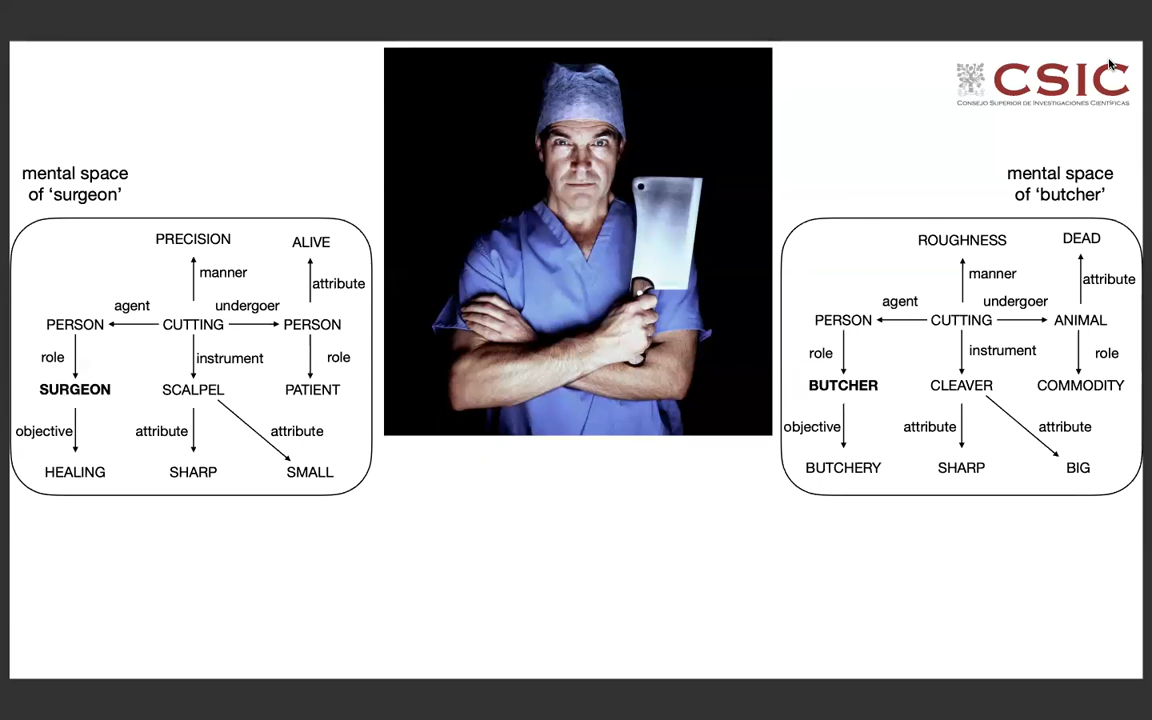 CSIC
CONSEJO SUPERIOR DE INVESTIGACIONES CIENTÍFICAS
mental space
of ‘surgeon’
PRECISION
ALIVE
manner
attribute
agent
undergoer
PERSON
CUTTING
PERSON
role
instrument
role
SURGEON
SCALPEL
PATIENT
objective
attribute
attribute
HEALING
SHARP
SMALL
mental space
of ‘butcher’
ROUGHNESS
DEAD
manner
attribute
agent
undergoer
PERSON
CUTTING
ANIMAL
role
instrument
role
BUTCHER
CLEAVER
COMMODITY
objective
attribute
attribute
BUTCHERY
SHARP
BIG